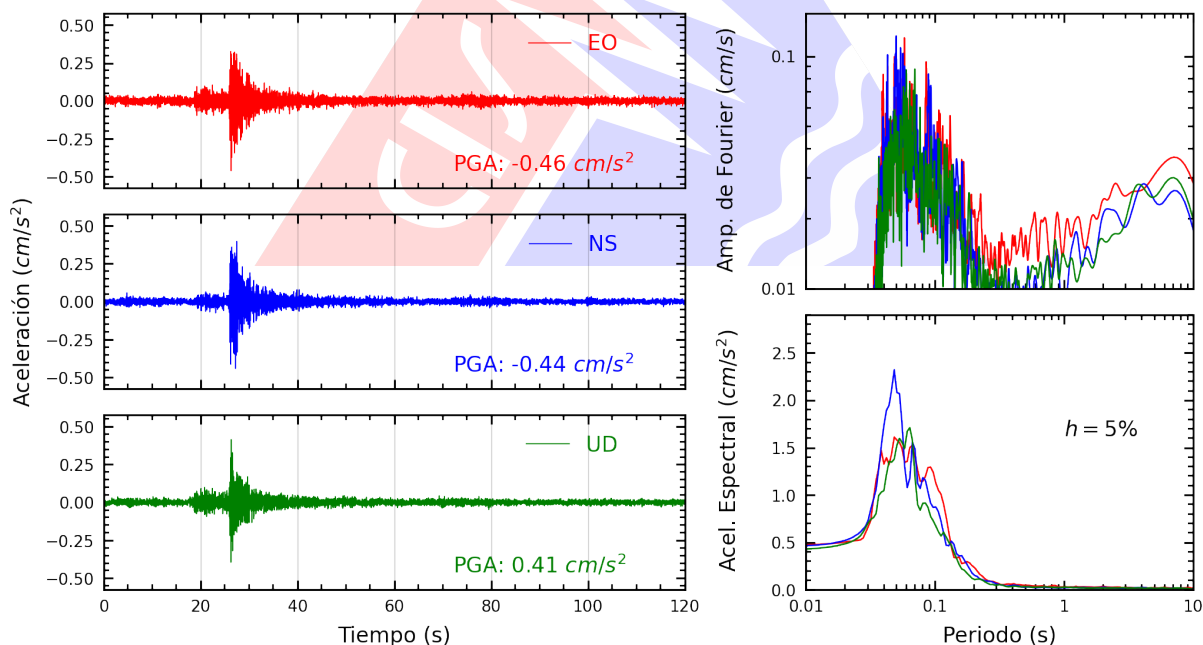 Aceleración (cm/s²)
0.50
0.25
0.00
−0.25
−0.50
EO
PGA: -0.46 cm/s²
0.50
0.25
0.00
−0.25
−0.50
NS
PGA: -0.44 cm/s²
0.50
0.25
0.00
−0.25
−0.50
UD
PGA: 0.41 cm/s²
0 20 40 60 80 100 120
Tiempo (s)
Amp. de Fourier (cm/s)
0.1
0.01
Acel. Espectral (cm/s²)
2.5
2.0
1.5
1.0
0.5
0.0
h = 5%
0.01 0.1 1 10
Periodo (s)